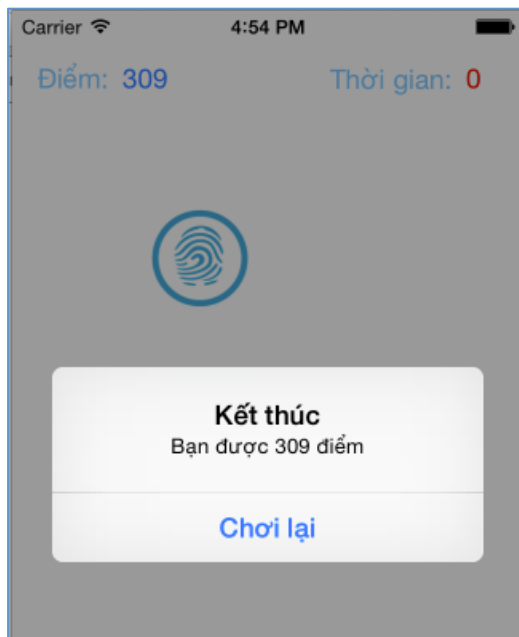 Carrier 4:54 PM
Điểm: 309 Thời gian: 0
Kết thúc
Bạn được 309 điểm
Chơi lại